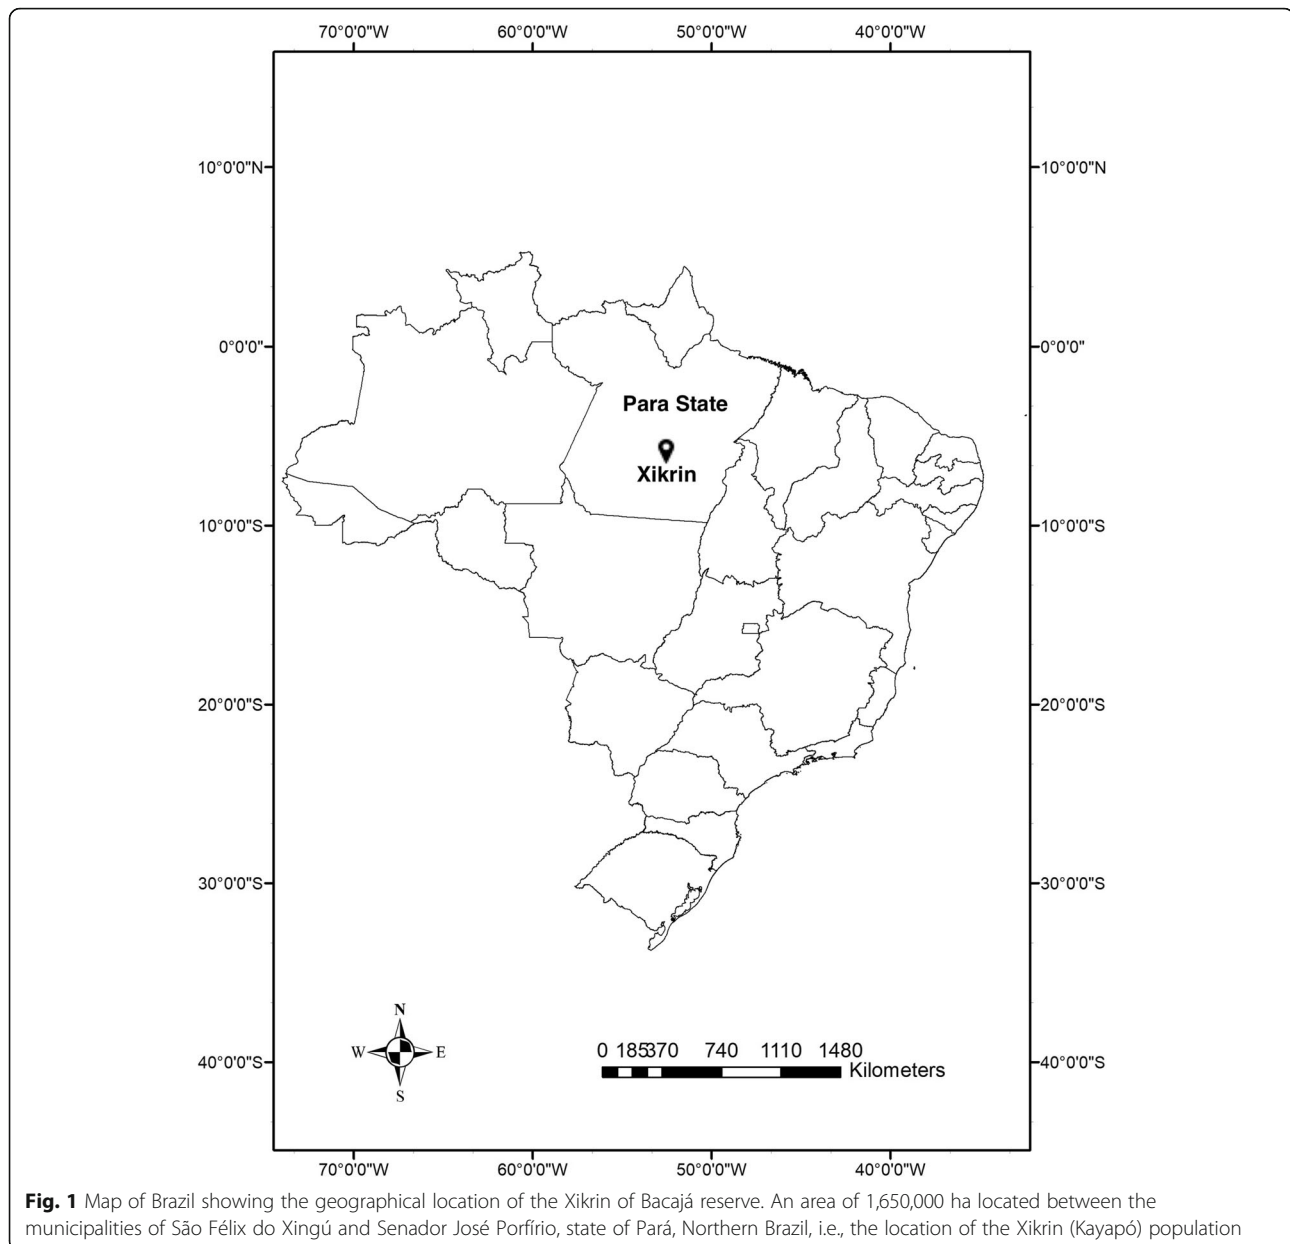 70°0'0"W 60°0'0"W 50°0'0"W 40°0'0"W
10°0'0"N 10°0'0"N
0°0'0" 0°0'0"
Para State
Xikrin
10°0'0"S 10°0'0"S
20°0'0"S 20°0'0"S
30°0'0"S 30°0'0"S
N
W E
S
0 185 370 740 1110 1480
Kilometers
40°0'0"S 40°0'0"S
70°0'0"W 60°0'0"W 50°0'0"W 40°0'0"W
Fig. 1 Map of Brazil showing the geographical location of the Xikrin of Bacajá reserve. An area of 1,650,000 ha located between the
municipalities of São Félix do Xingú and Senador José Porfírio, state of Pará, Northern Brazil, i.e., the location of the Xikrin (Kayapó) population